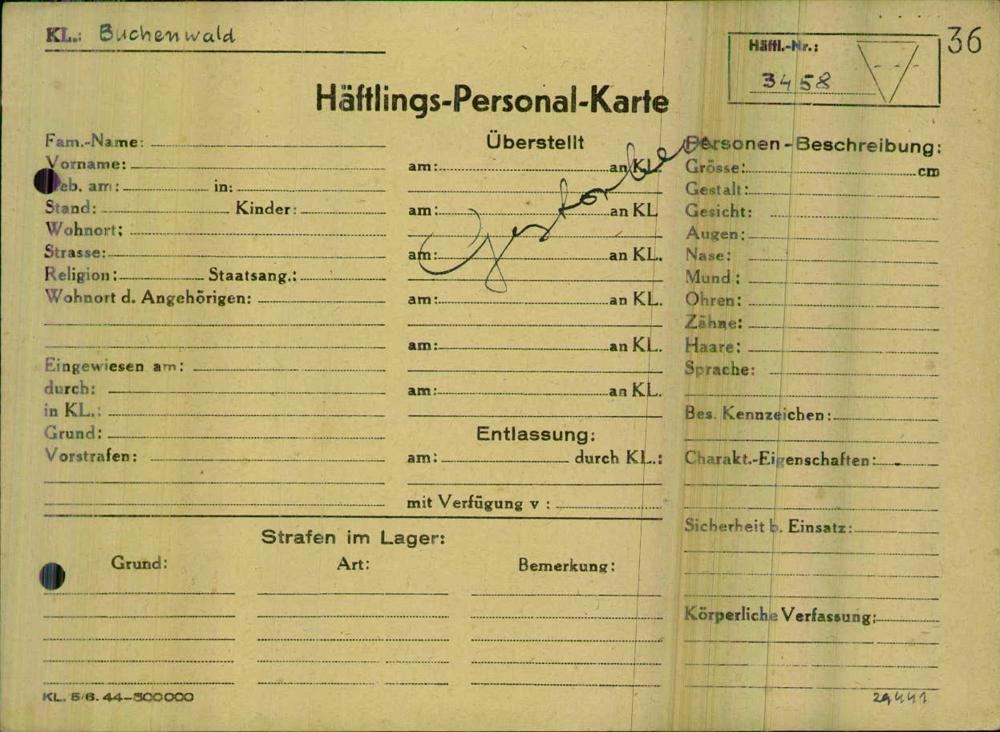 KL.: Buchenwald
36
Häftl.-Nr.:
3458
Häftlings-Personal-Karte
Fam.-Name:
Vorname:
Geb. am: in:
Stand: Kinder:
Wohnort:
Strasse:
Religion: Staatsang.:
Wohnort d. Angehörigen:
Eingewiesen am:
durch:
in KL.:
Grund:
Vorstrafen:
Überstellt
am: an KL.
am: an KL
am: an KL.
am: an KL.
am: an KL.
am: an KL.
Gestorben
Entlassung:
am: durch KL.:
mit Verfügung v :
Personen-Beschreibung:
Grösse: cm
Gestalt:
Gesicht:
Augen:
Nase:
Mund:
Ohren:
Zähne:
Haare:
Sprache:
Bes. Kennzeichen:
Charakt.-Eigenschaften:
Sicherheit b. Einsatz:
Körperliche Verfassung:
Strafen im Lager:
Grund: Art: Bemerkung:
KL. 5/6. 44-500000
29441